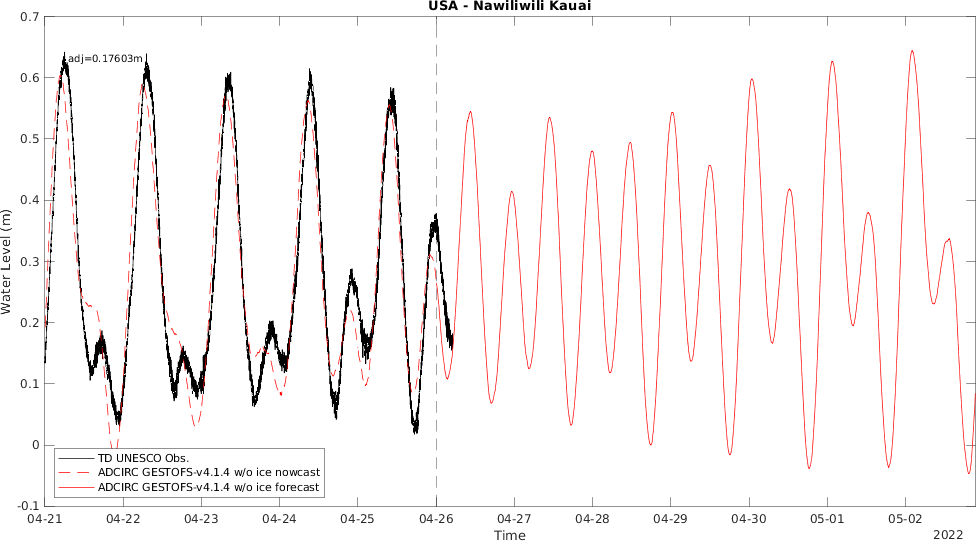 USA - Nawiliwili Kauai
0.7
0.6
0.5
0.4
0.3
0.2
0.1
0
-0.1
Water Level (m)
adj=0.17603m
TD UNESCO Obs.
ADCIRC GESTOFS-v4.1.4 w/o ice nowcast
ADCIRC GESTOFS-v4.1.4 w/o ice forecast
04-21 04-22 04-23 04-24 04-25 04-26 04-27 04-28 04-29 04-30 05-01 05-02
Time
2022